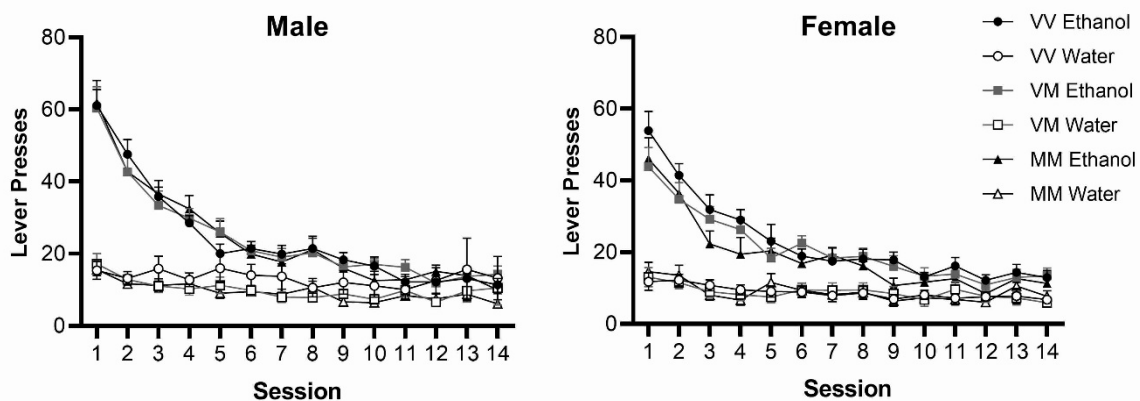 Male
80
60
40
20
0
Lever Presses
1 2 3 4 5 6 7 8 9 10 11 12 13 14
Session
Female
80
60
40
20
0
Lever Presses
1 2 3 4 5 6 7 8 9 10 11 12 13 14
Session
VV Ethanol
VV Water
VM Ethanol
VM Water
MM Ethanol
MM Water